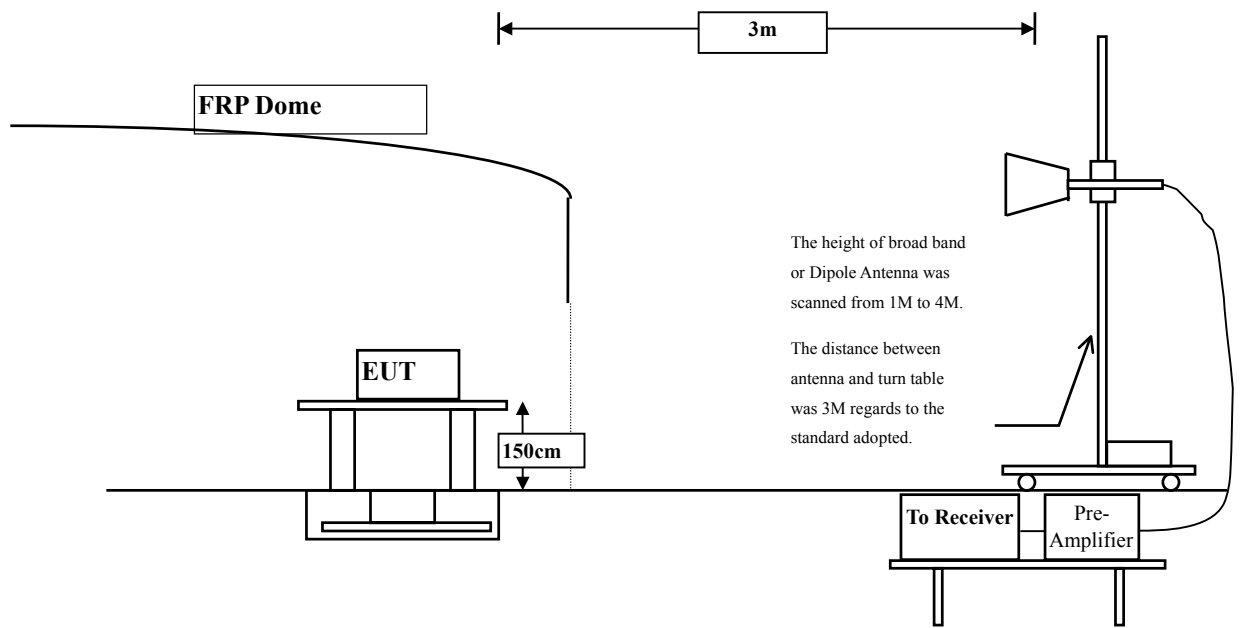 3m
FRP Dome
The height of broad band
or Dipole Antenna was
scanned from 1M to 4M.
The distance between
antenna and turn table
was 3M regards to the
standard adopted.
EUT
150cm
To Receiver
Pre-
Amplifier